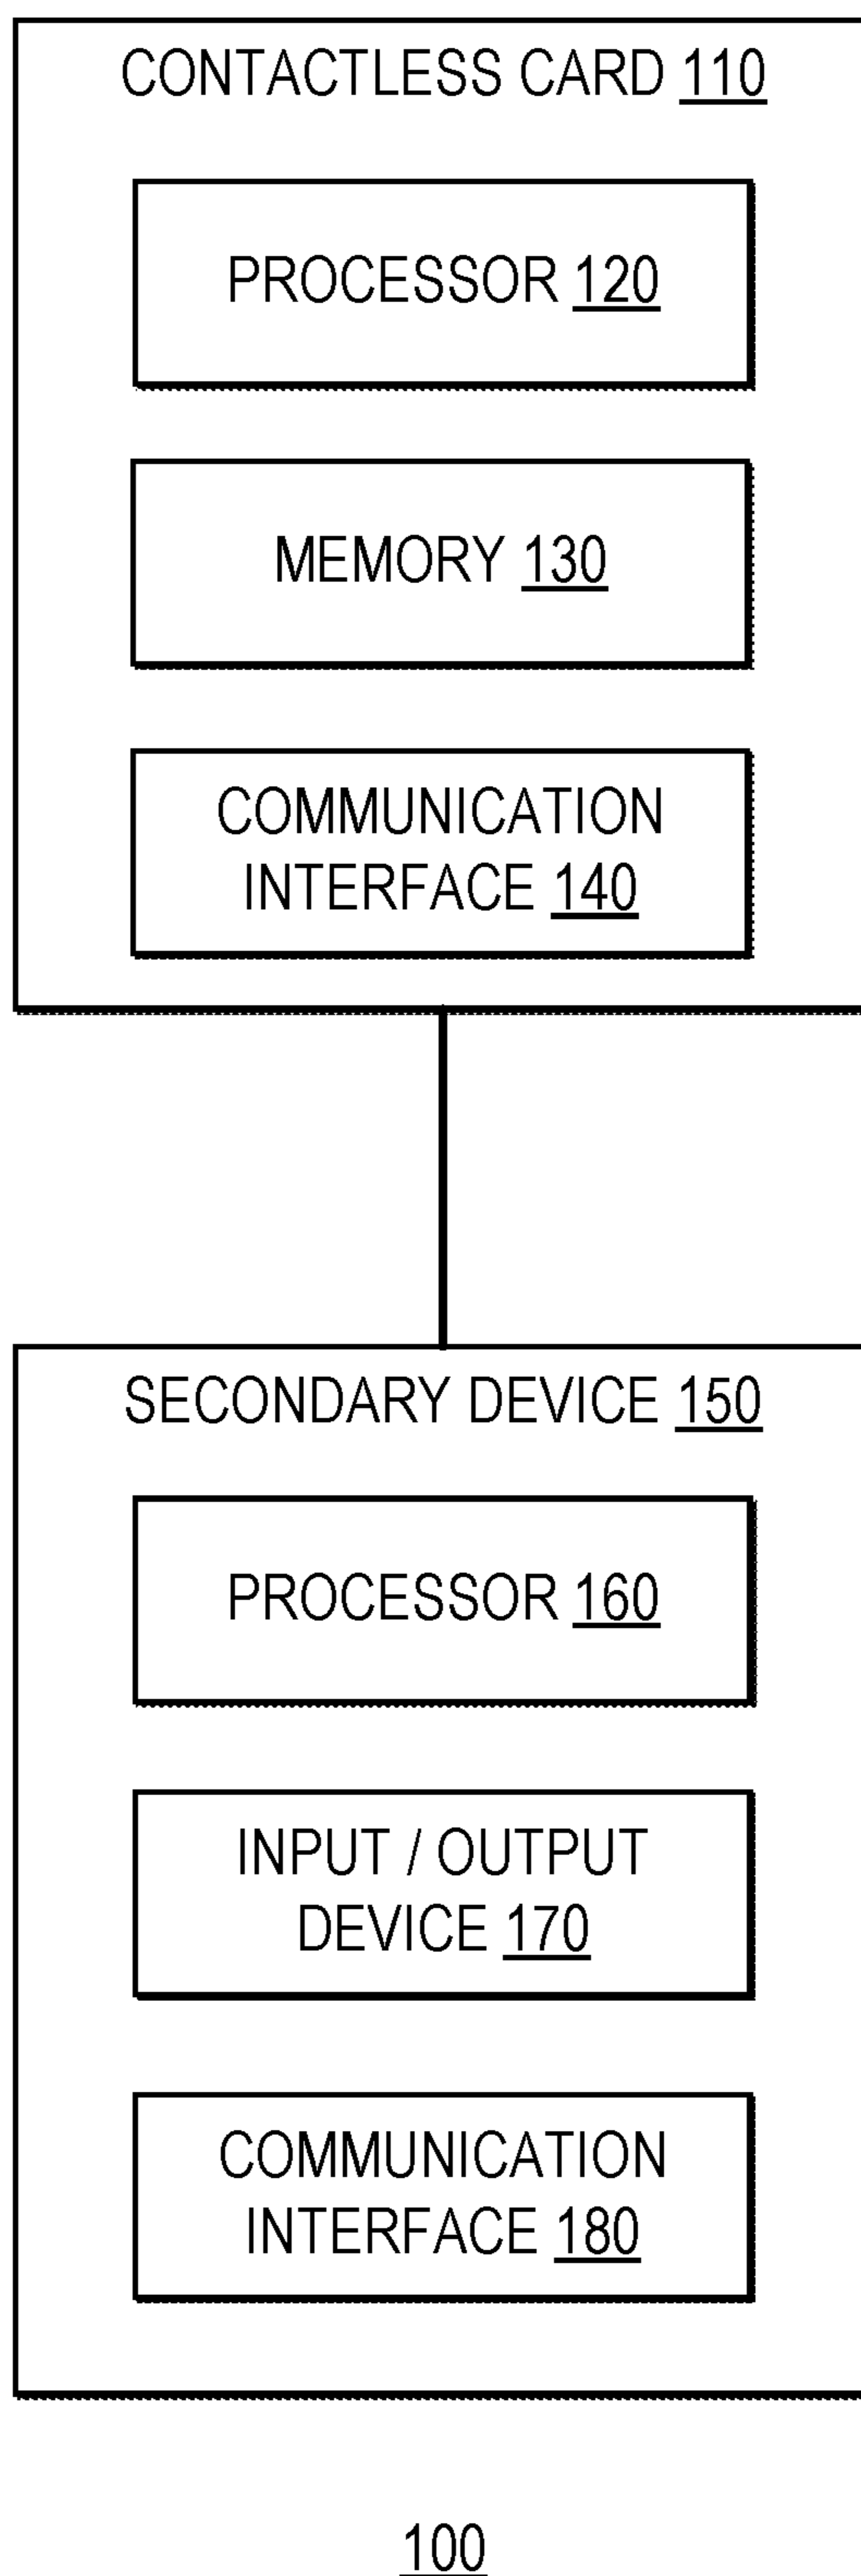 CONTACTLESS CARD 110
PROCESSOR 120
MEMORY 130
COMMUNICATION
INTERFACE 140
SECONDARY DEVICE 150
PROCESSOR 160
INPUT / OUTPUT
DEVICE 170
COMMUNICATION
INTERFACE 180
100